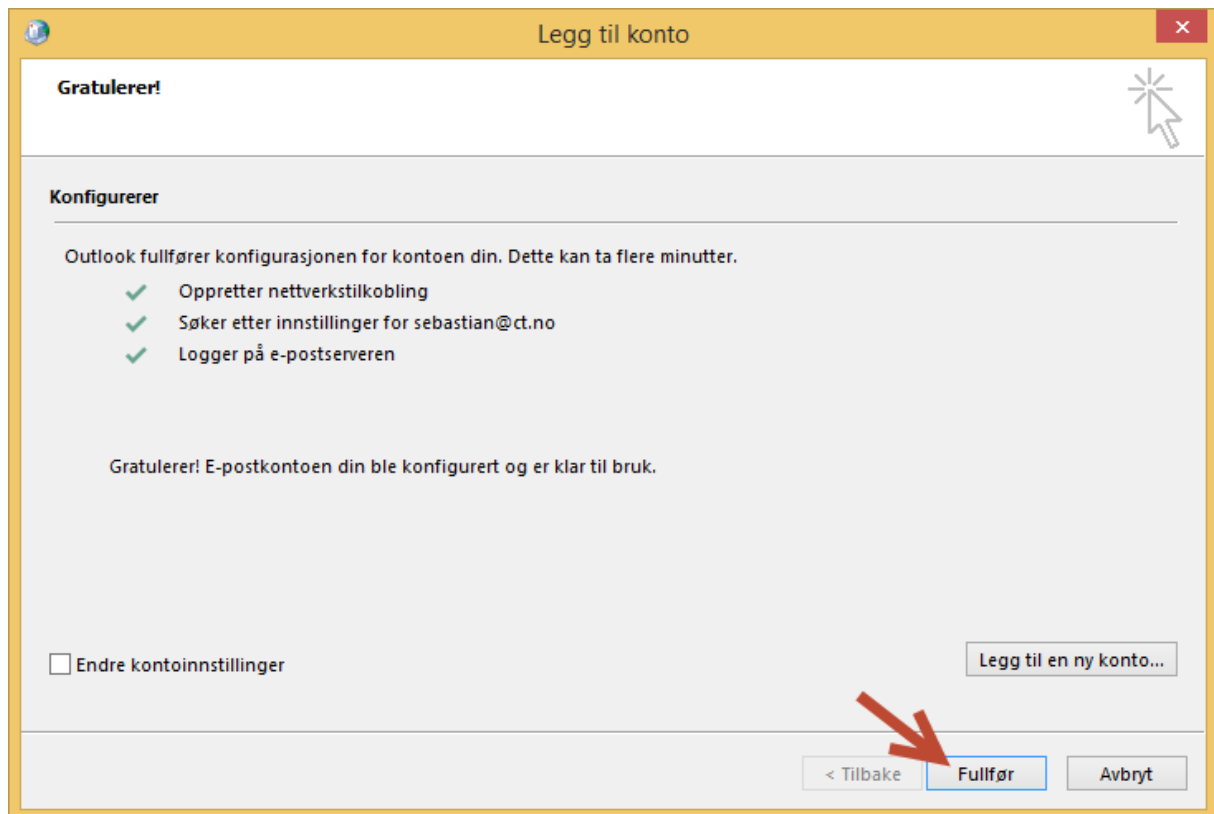 Legg til konto
Gratulerer!
Konfigurerer
Outlook fullfører konfigurasjonen for kontoen din. Dette kan ta flere minutter.
Oppretter nettverkstilkobling
Søker etter innstillinger for sebastian@ct.no
Logger på e-postserveren
Gratulerer! E-postkontoen din ble konfigurert og er klar til bruk.
Endre kontoinnstillinger
Legg til en ny konto...
< Tilbake
Fullfør
Avbryt